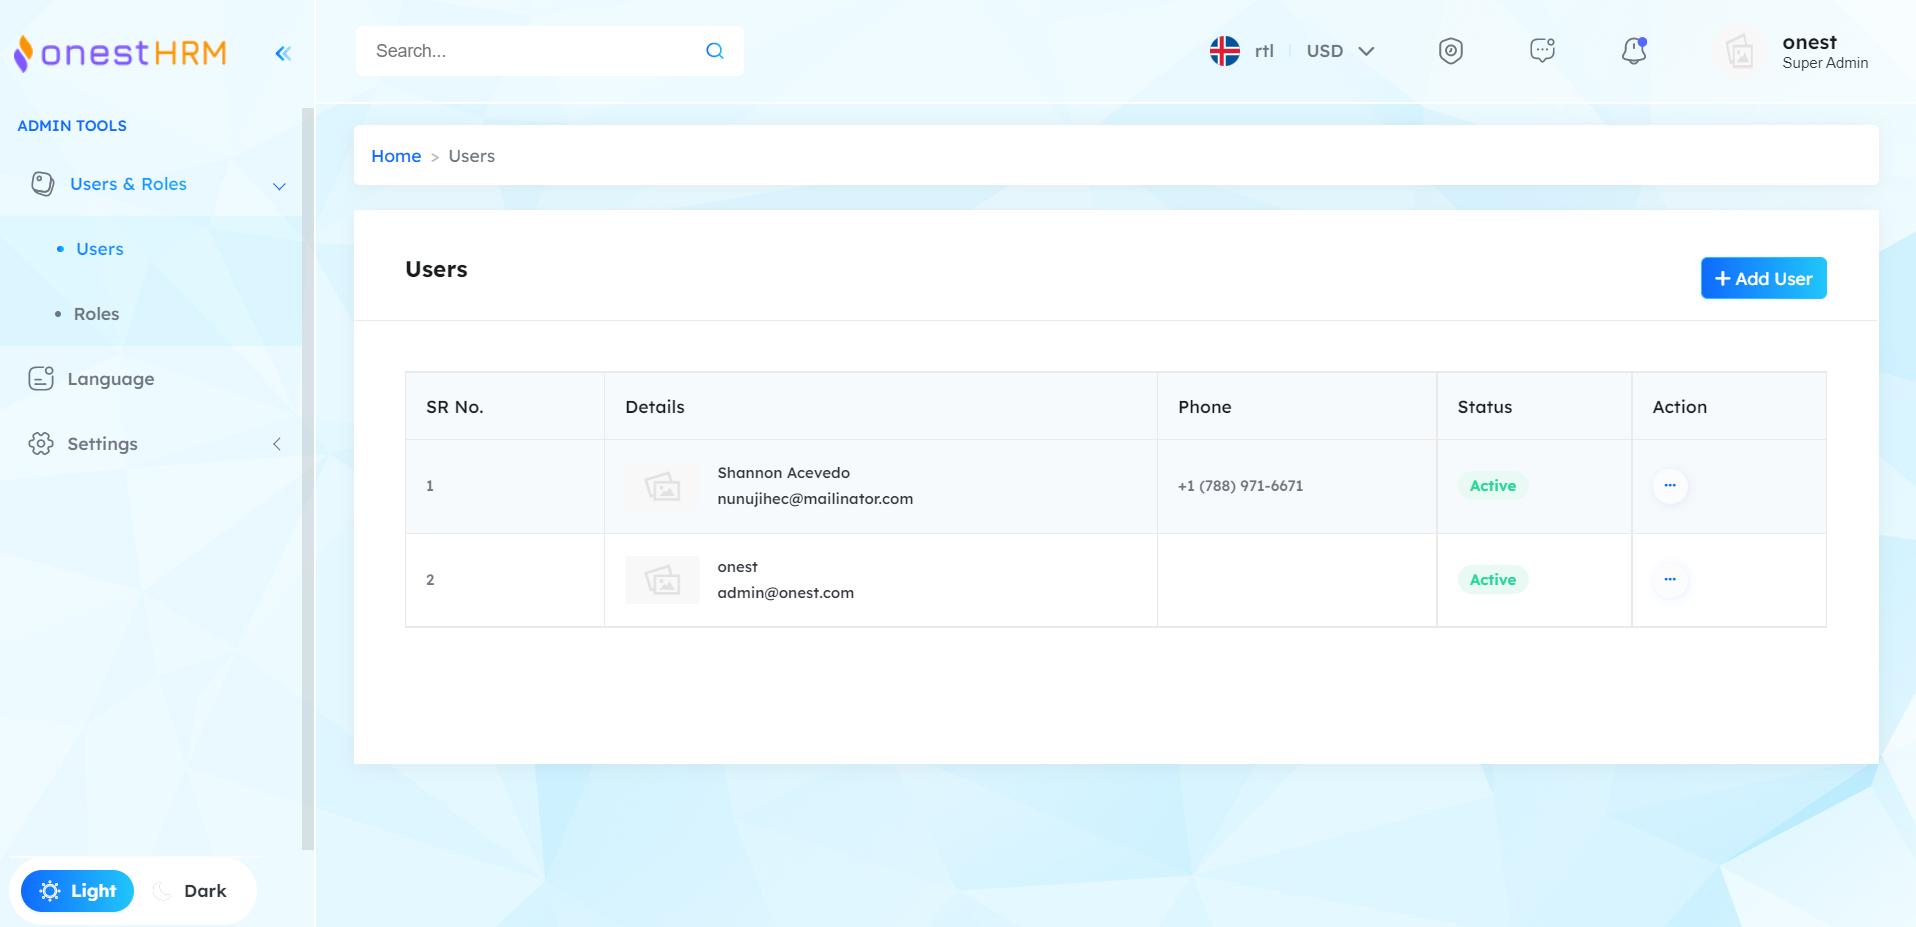 onestHRM
Search...
rtl
USD
onest
Super Admin
ADMIN TOOLS
Users & Roles
Users
Roles
Language
Settings
Light
Dark
Home > Users
Users
+ Add User
SR No. Details Phone Status Action
1 Shannon Acevedo +1 (788) 971-6671 Active ...
nunujihec@mailinator.com
2 onest Active ...
admin@onest.com